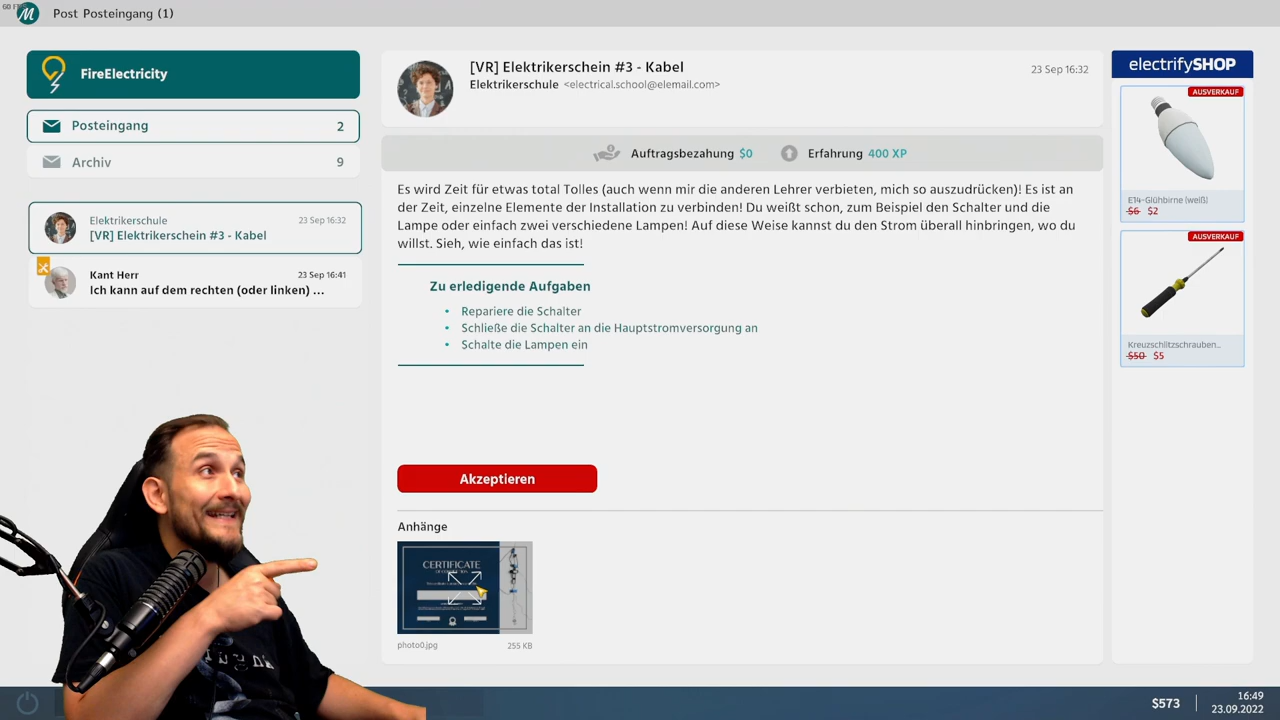 Post Posteingang (1)
FireElectricity
Posteingang 2
Archiv 9
Elektrikerschule 23 Sep 16:32
[VR] Elektrikerschein #3 - Kabel
Kant Herr 23 Sep 16:41
Ich kann auf dem rechten (oder linken) ...
[VR] Elektrikerschein #3 - Kabel
Elektrikerschule <electrical.school@elemail.com>
23 Sep 16:32
Auftragsbezahung $0 Erfahrung 400 XP
Es wird Zeit für etwas total Tolles (auch wenn mir die anderen Lehrer verbieten, mich so auszudrücken)! Es ist an
der Zeit, einzelne Elemente der Installation zu verbinden! Du weißt schon, zum Beispiel den Schalter und die
Lampe oder einfach zwei verschiedene Lampen! Auf diese Weise kannst du den Strom überall hinbringen, wo du
willst. Sieh, wie einfach das ist!
Zu erledigende Aufgaben
• Repariere die Schalter
• Schließe die Schalter an die Hauptstromversorgung an
• Schalte die Lampen ein
Akzeptieren
Anhänge
CERTIFICATE
photo0.jpg 255 KB
electrifySHOP
AUSVERKAUF
E14-Glühbirne (weiß)
$6 $2
AUSVERKAUF
Kreuzschlitzschrauben...
$50 $5
$573
16:49
23.09.2022